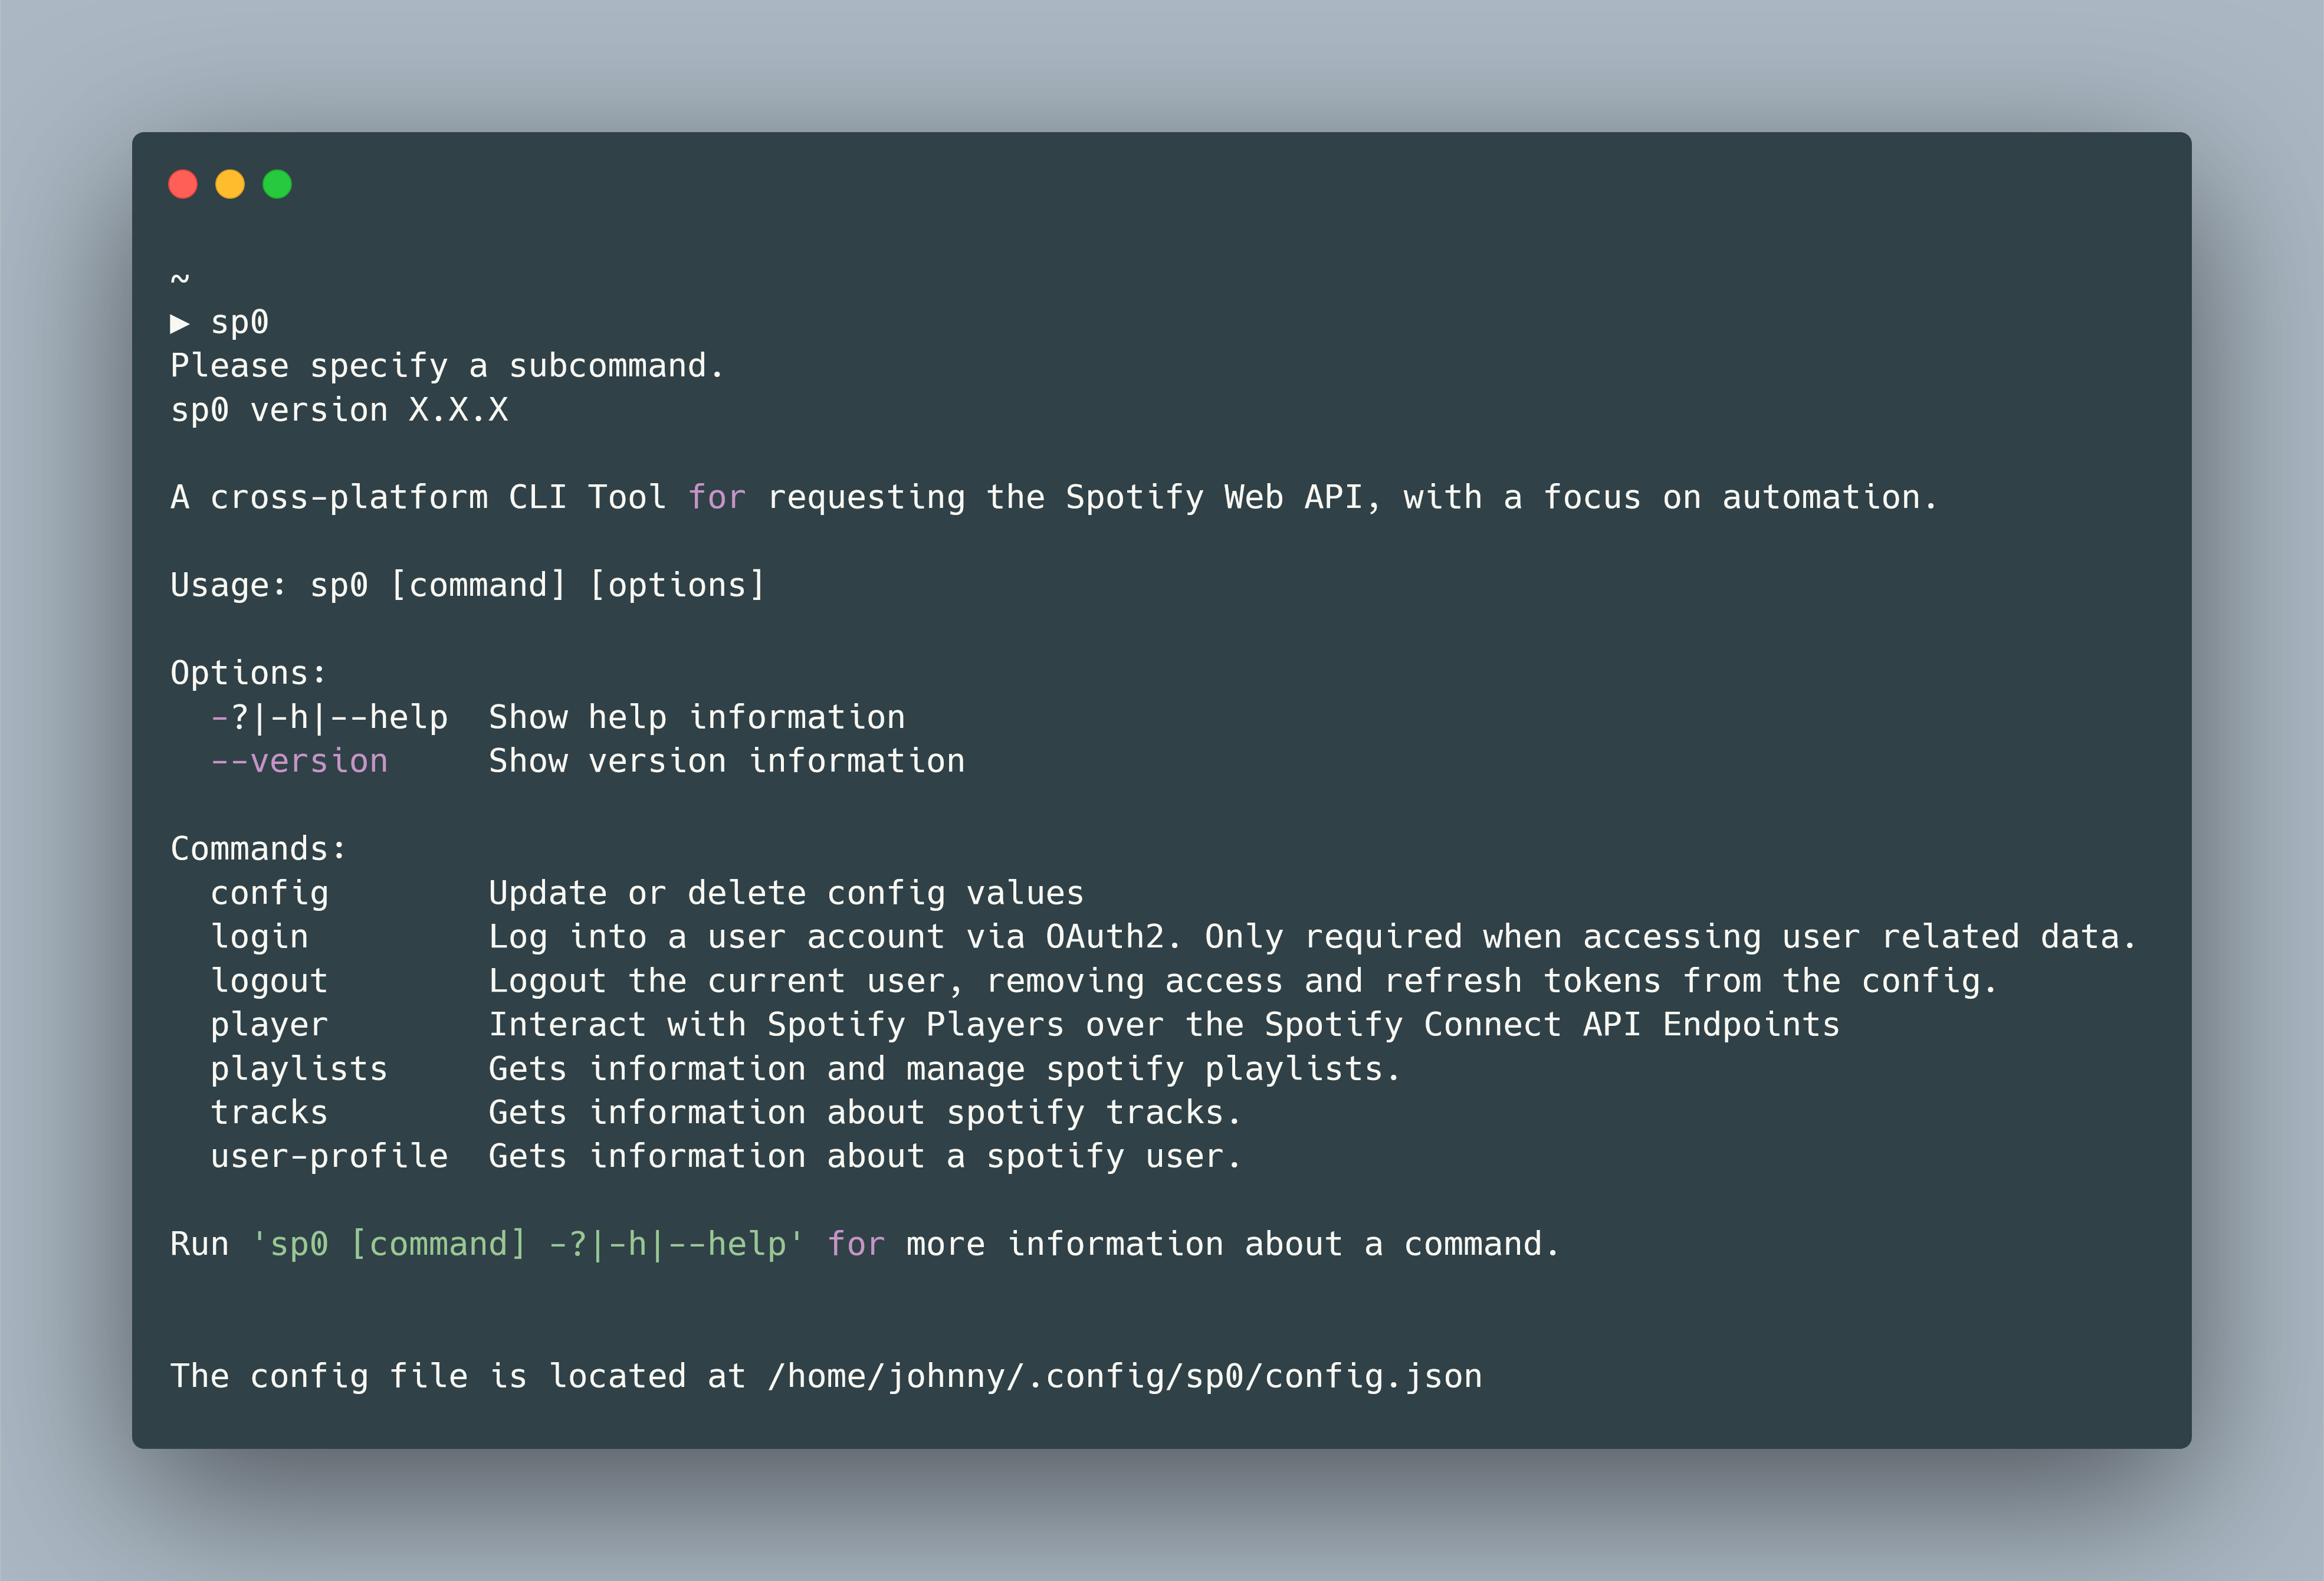 ~
▶ sp0
Please specify a subcommand.
sp0 version X.X.X

A cross-platform CLI Tool for requesting the Spotify Web API, with a focus on automation.

Usage: sp0 [command] [options]

Options:
  -?|-h|--help  Show help information
  --version     Show version information

Commands:
  config        Update or delete config values
  login         Log into a user account via OAuth2. Only required when accessing user related data.
  logout        Logout the current user, removing access and refresh tokens from the config.
  player        Interact with Spotify Players over the Spotify Connect API Endpoints
  playlists     Gets information and manage spotify playlists.
  tracks        Gets information about spotify tracks.
  user-profile  Gets information about a spotify user.

Run 'sp0 [command] -?|-h|--help' for more information about a command.


The config file is located at /home/johnny/.config/sp0/config.json